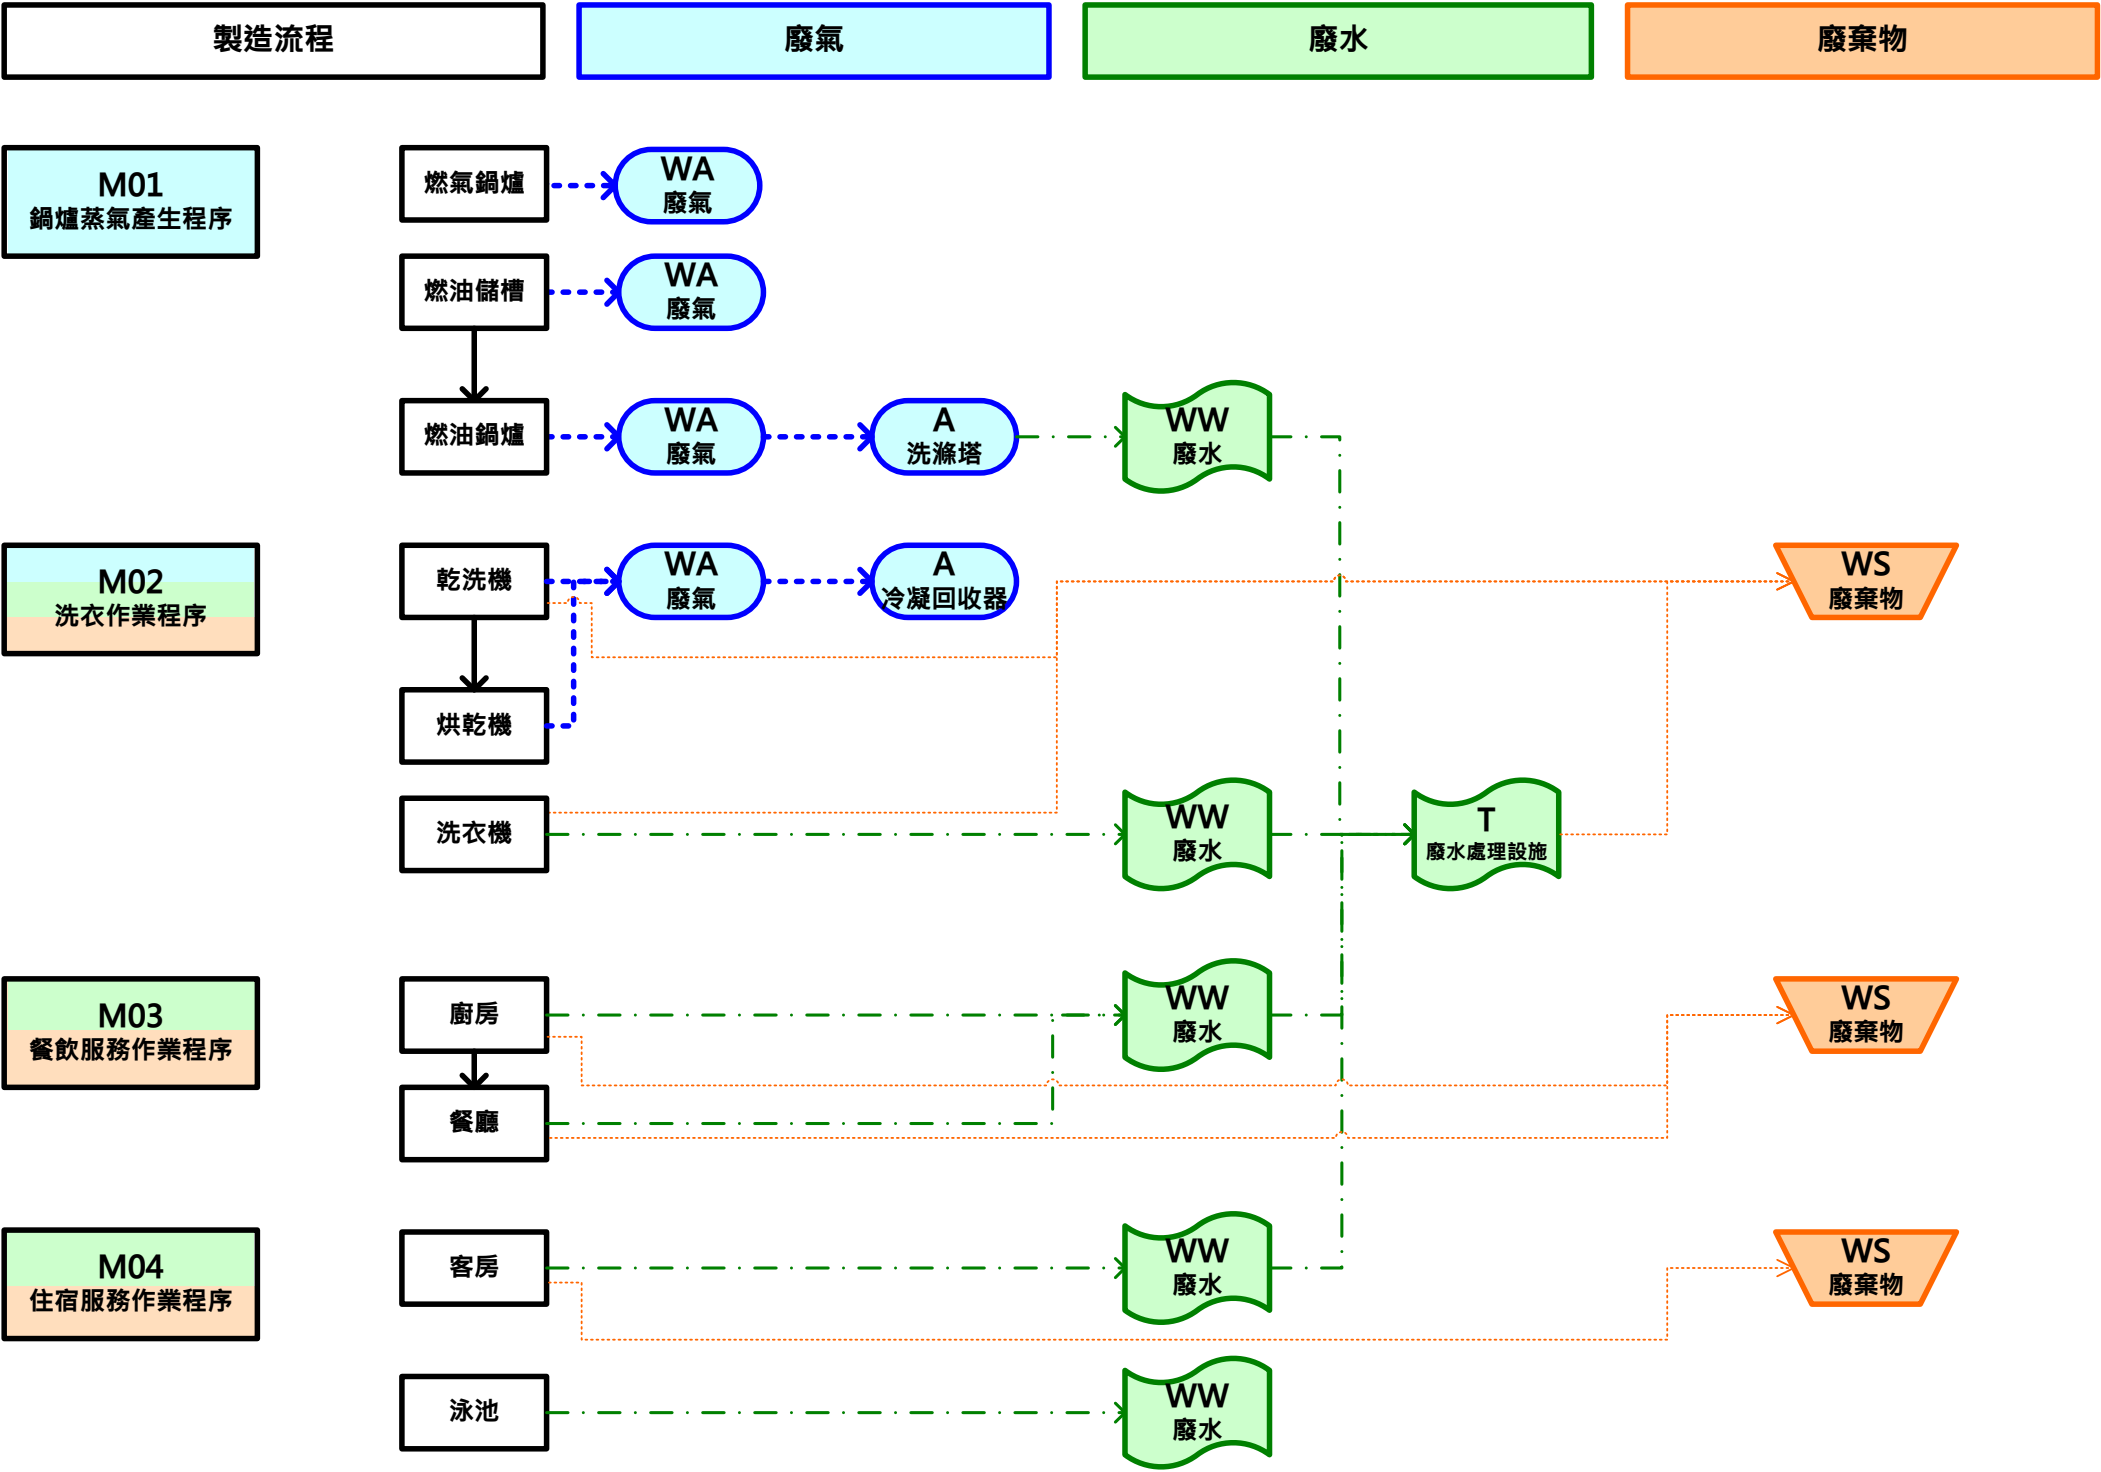 製造流程
廢氣
廢水
廢棄物
M01
鍋爐蒸氣產生程序
燃氣鍋爐
WA
廢氣
燃油儲槽
WA
廢氣
燃油鍋爐
WA
廢氣
A
洗滌塔
WW
廢水
M02
洗衣作業程序
乾洗機
WA
廢氣
A
冷凝回收器
WS
廢棄物
烘乾機
洗衣機
WW
廢水
T
廢水處理設施
M03
餐飲服務作業程序
廚房
WW
廢水
WS
廢棄物
餐廳
M04
住宿服務作業程序
客房
WW
廢水
WS
廢棄物
泳池
WW
廢水